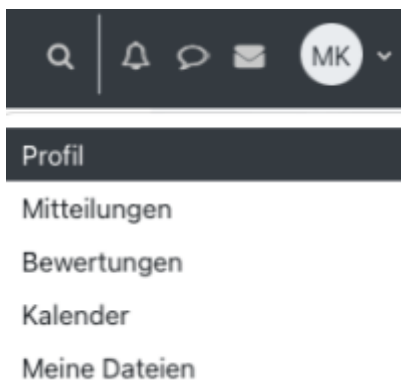 MK
Profil
Mitteilungen
Bewertungen
Kalender
Meine Dateien